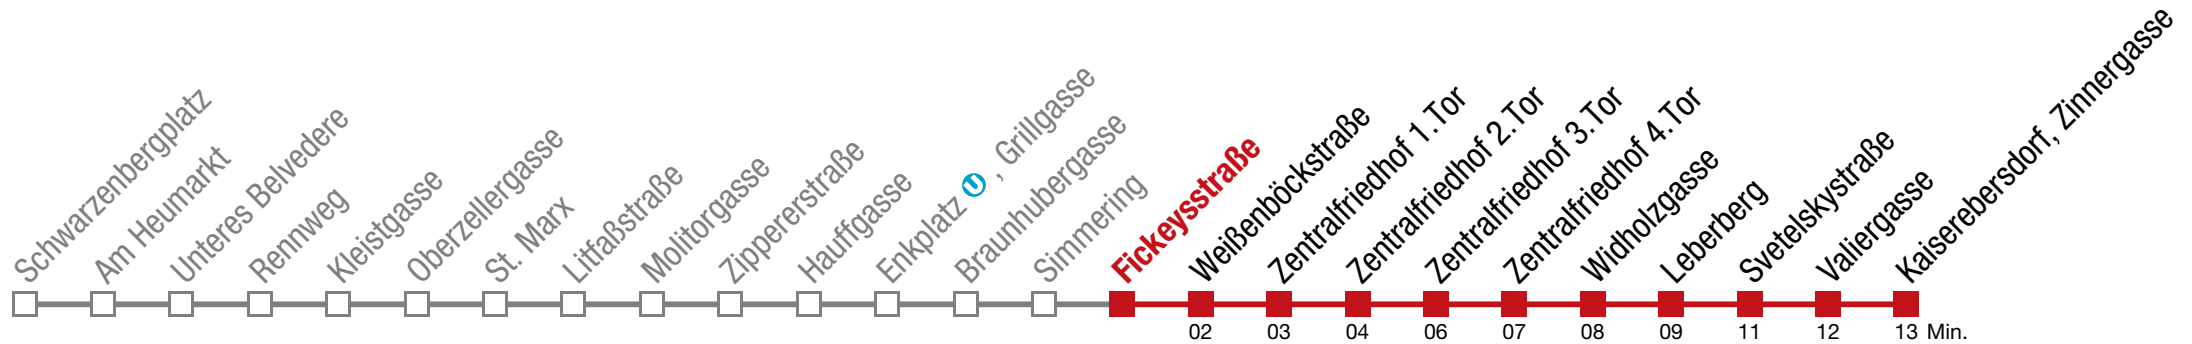 Schwarzenbergplatz
Am Heumarkt
Unteres Belvedere
Rennweg
Kleistgasse
Oberzellergasse
St. Marx
Litfaßstraße
Molitorgasse
Zippererstraße
Hauffgasse
Enkplatz U, Grillgasse
Braunhubergasse
Simmering
Fickeysstraße
Weißenböckstraße
Zentralfriedhof 1.Tor
Zentralfriedhof 2.Tor
Zentralfriedhof 3.Tor
Zentralfriedhof 4.Tor
Widholzgasse
Leberberg
Svetelskystraße
Valiergasse
Kaiserebersdorf, Zinnergasse
02 03 04 06 07 08 09 11 12 13 Min.